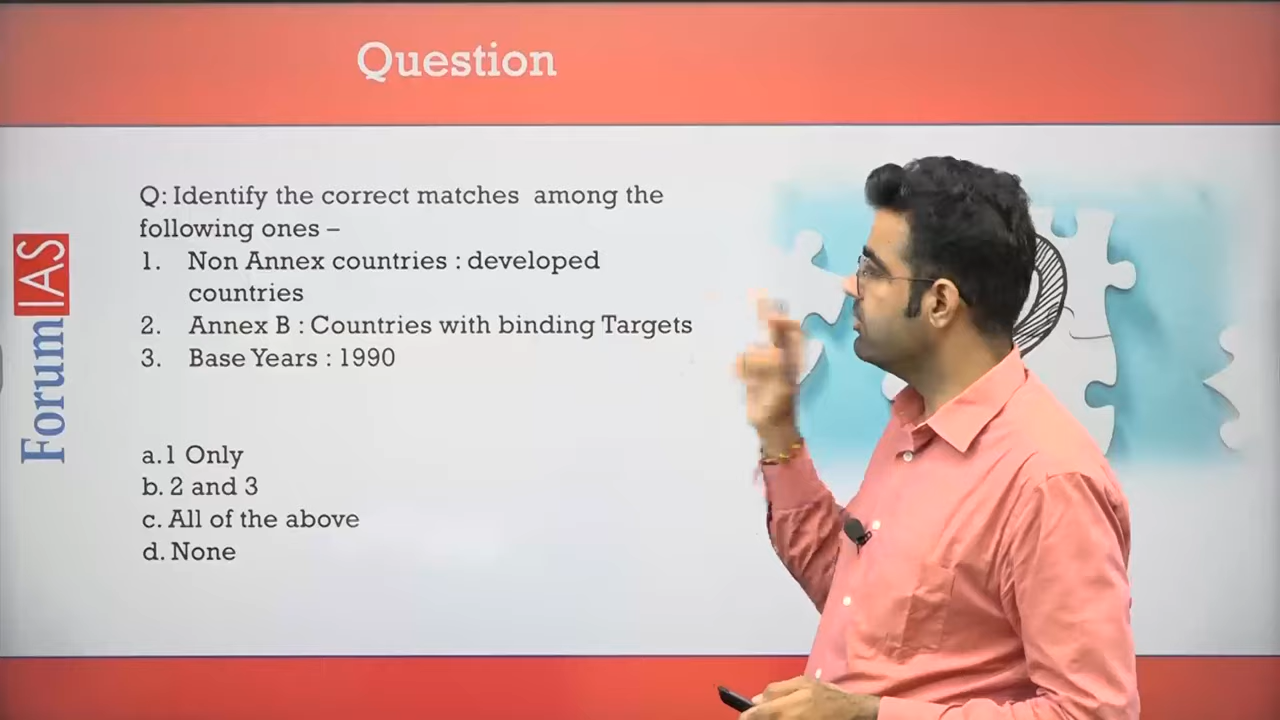 Question
Q: Identify the correct matches among the
following ones –
1. Non Annex countries : developed
countries
2. Annex B : Countries with binding Targets
3. Base Years : 1990
a.1 Only
b. 2 and 3
c. All of the above
d. None
ForumIAS